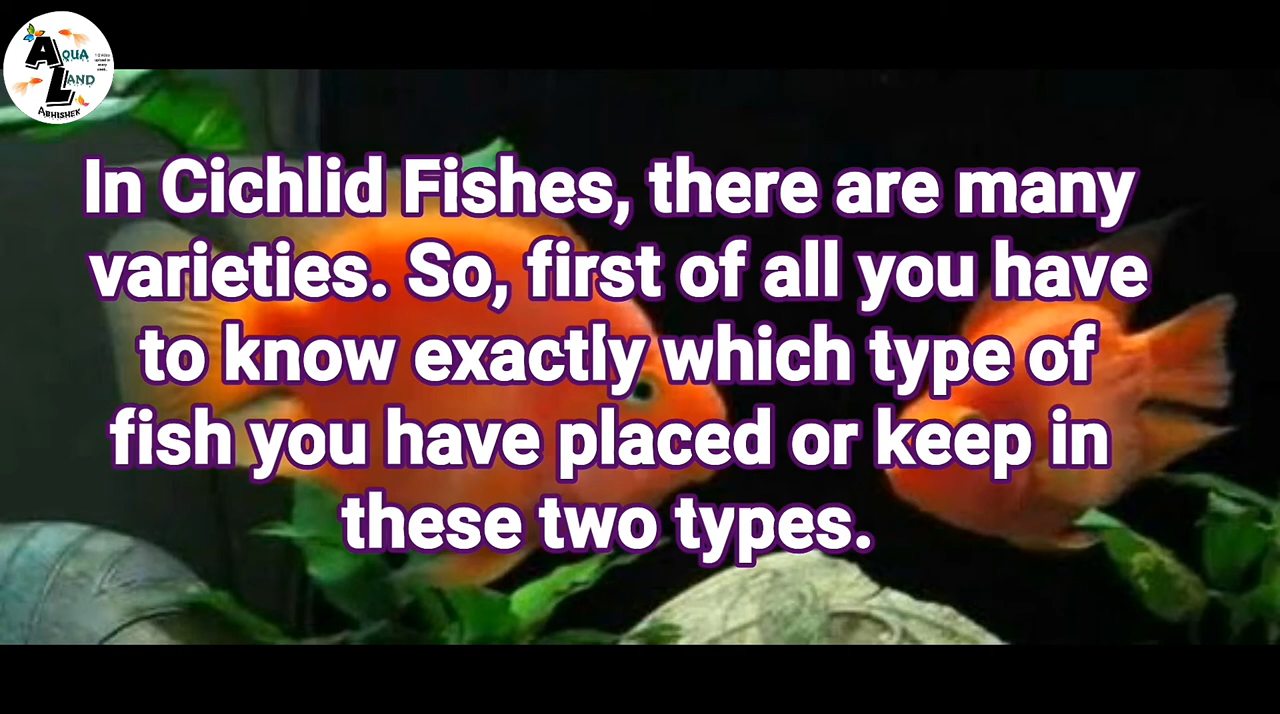 AQUA
LAND
ABHISHEK
In Cichlid Fishes, there are many
varieties. So, first of all you have
to know exactly which type of
fish you have placed or keep in
these two types.